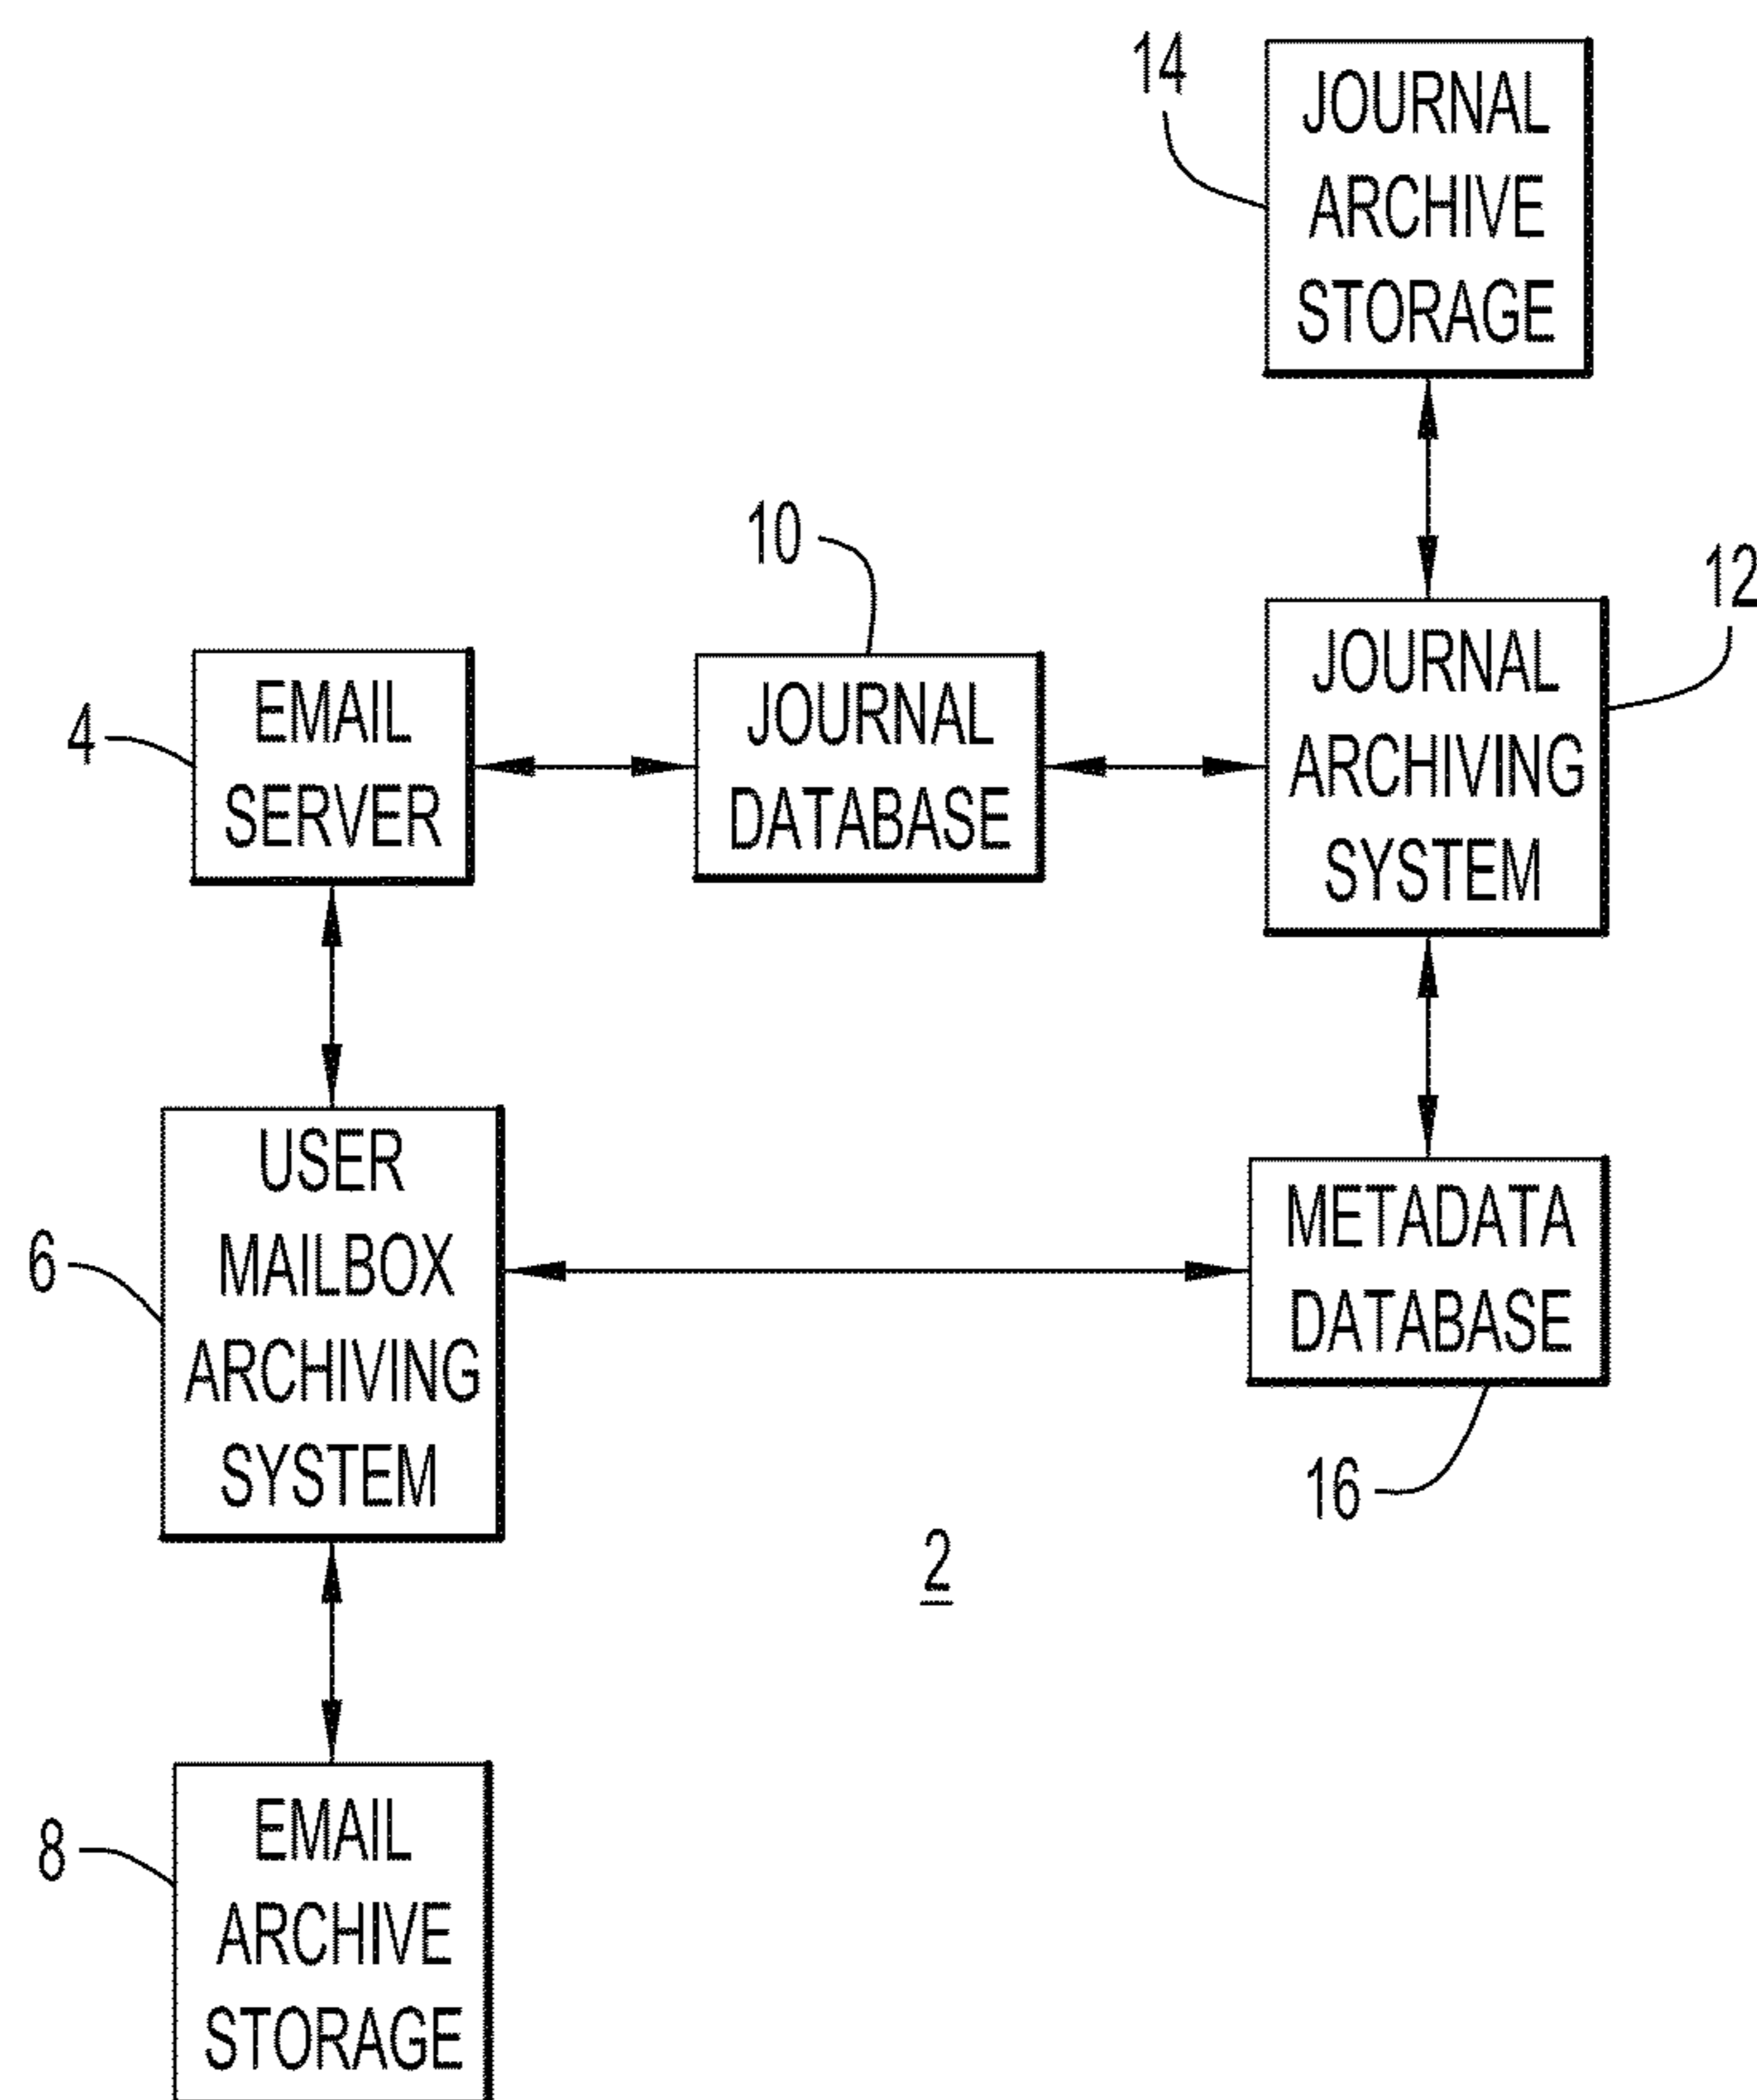 14
JOURNAL
ARCHIVE
STORAGE
10
12
4
EMAIL
SERVER
JOURNAL
DATABASE
JOURNAL
ARCHIVING
SYSTEM
6
USER
MAILBOX
ARCHIVING
SYSTEM
METADATA
DATABASE
16
2
8
EMAIL
ARCHIVE
STORAGE